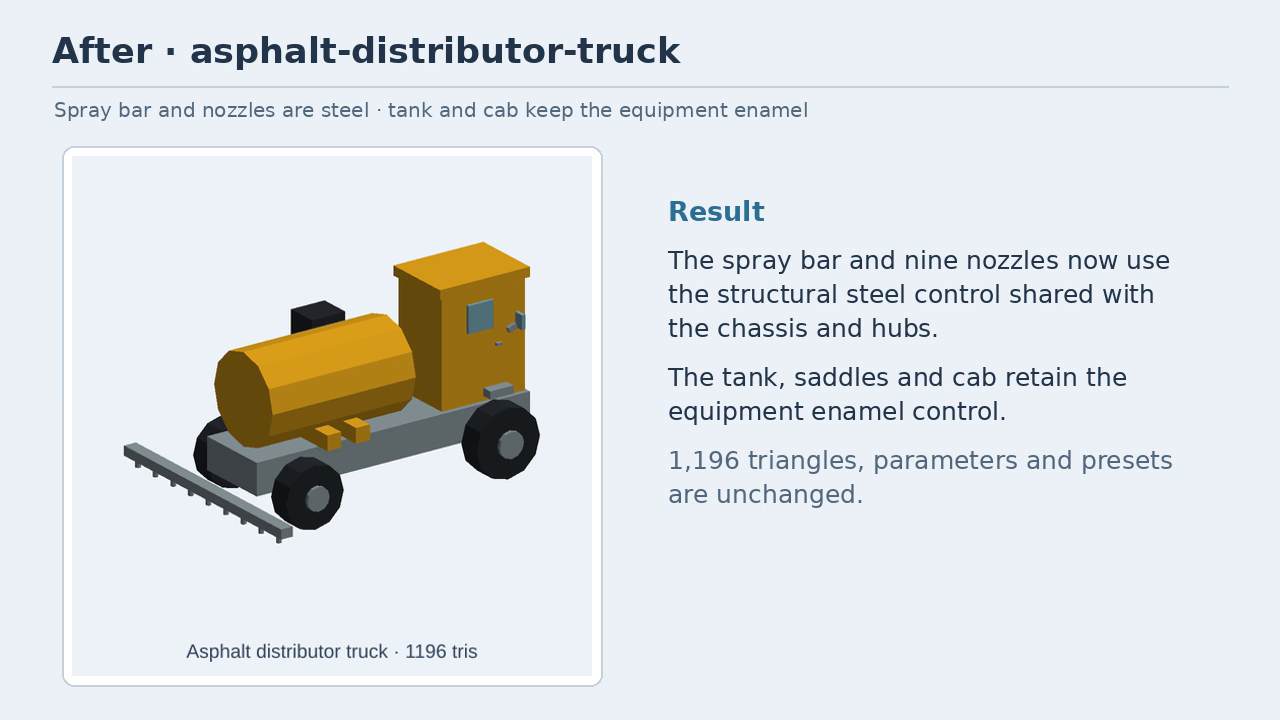 After · asphalt-distributor-truck
Spray bar and nozzles are steel · tank and cab keep the equipment enamel
Result
The spray bar and nine nozzles now use
the structural steel control shared with
the chassis and hubs.
The tank, saddles and cab retain the
equipment enamel control.
1,196 triangles, parameters and presets
are unchanged.
Asphalt distributor truck · 1196 tris